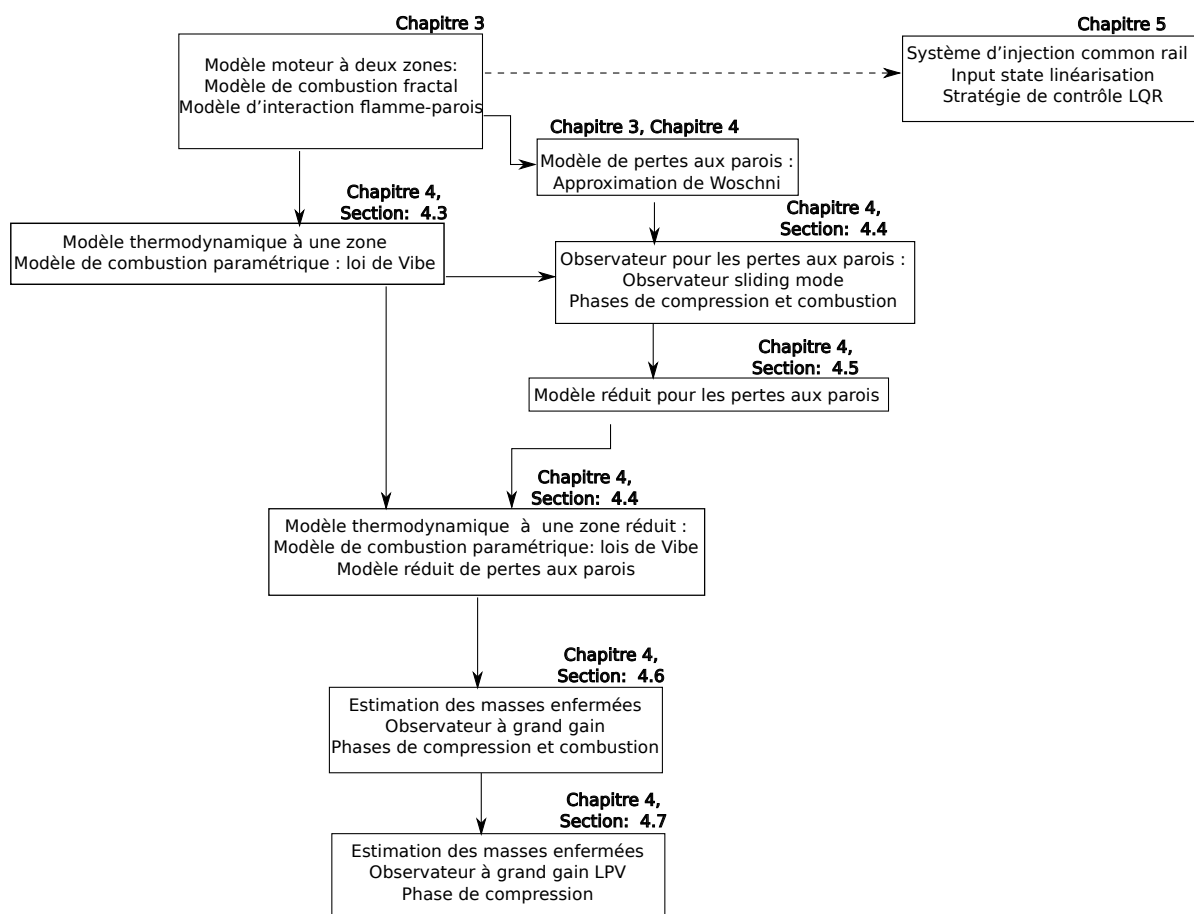 Chapitre 3
Modèle moteur à deux zones:
Modèle de combustion fractal
Modèle d'interaction flamme-parois
Chapitre 5
Système d'injection common rail
Input state linéarisation
Stratégie de contrôle LQR
Chapitre 3, Chapitre 4
Modèle de pertes aux parois :
Approximation de Woschni
Chapitre 4,
Section: 4.3
Modèle thermodynamique à une zone
Modèle de combustion paramétrique : loi de Vibe
Chapitre 4,
Section: 4.4
Observateur pour les pertes aux parois :
Observateur sliding mode
Phases de compression et combustion
Chapitre 4,
Section: 4.5
Modèle réduit pour les pertes aux parois
Chapitre 4,
Section: 4.4
Modèle thermodynamique à une zone réduit :
Modèle de combustion paramétrique: lois de Vibe
Modèle réduit de pertes aux parois
Chapitre 4,
Section: 4.6
Estimation des masses enfermées
Observateur à grand gain
Phases de compression et combustion
Chapitre 4,
Section: 4.7
Estimation des masses enfermées
Observateur à grand gain LPV
Phase de compression